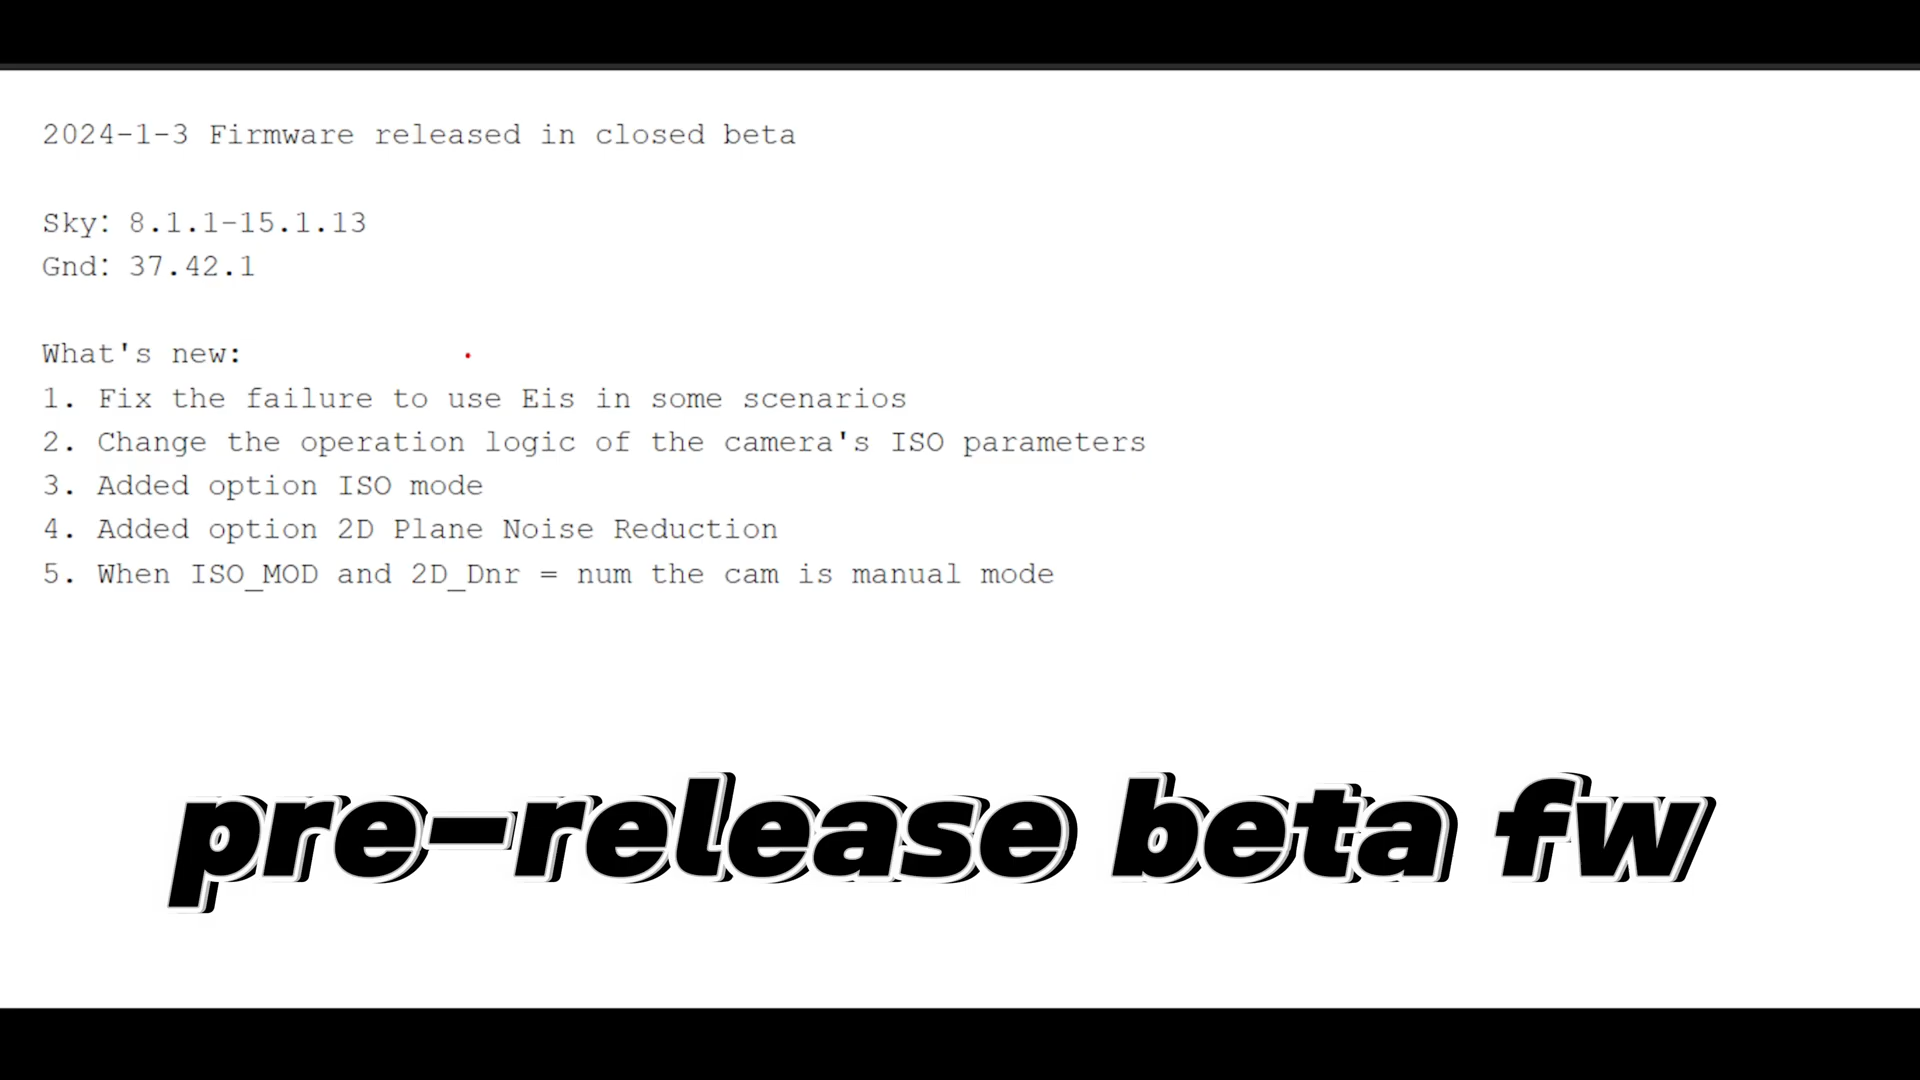 2024-1-3 Firmware released in closed beta
Sky: 8.1.1-15.1.13
Gnd: 37.42.1
What's new:
1. Fix the failure to use Eis in some scenarios
2. Change the operation logic of the camera's ISO parameters
3. Added option ISO mode
4. Added option 2D Plane Noise Reduction
5. When ISO_MOD and 2D_Dnr = num the cam is manual mode
pre-release beta fw